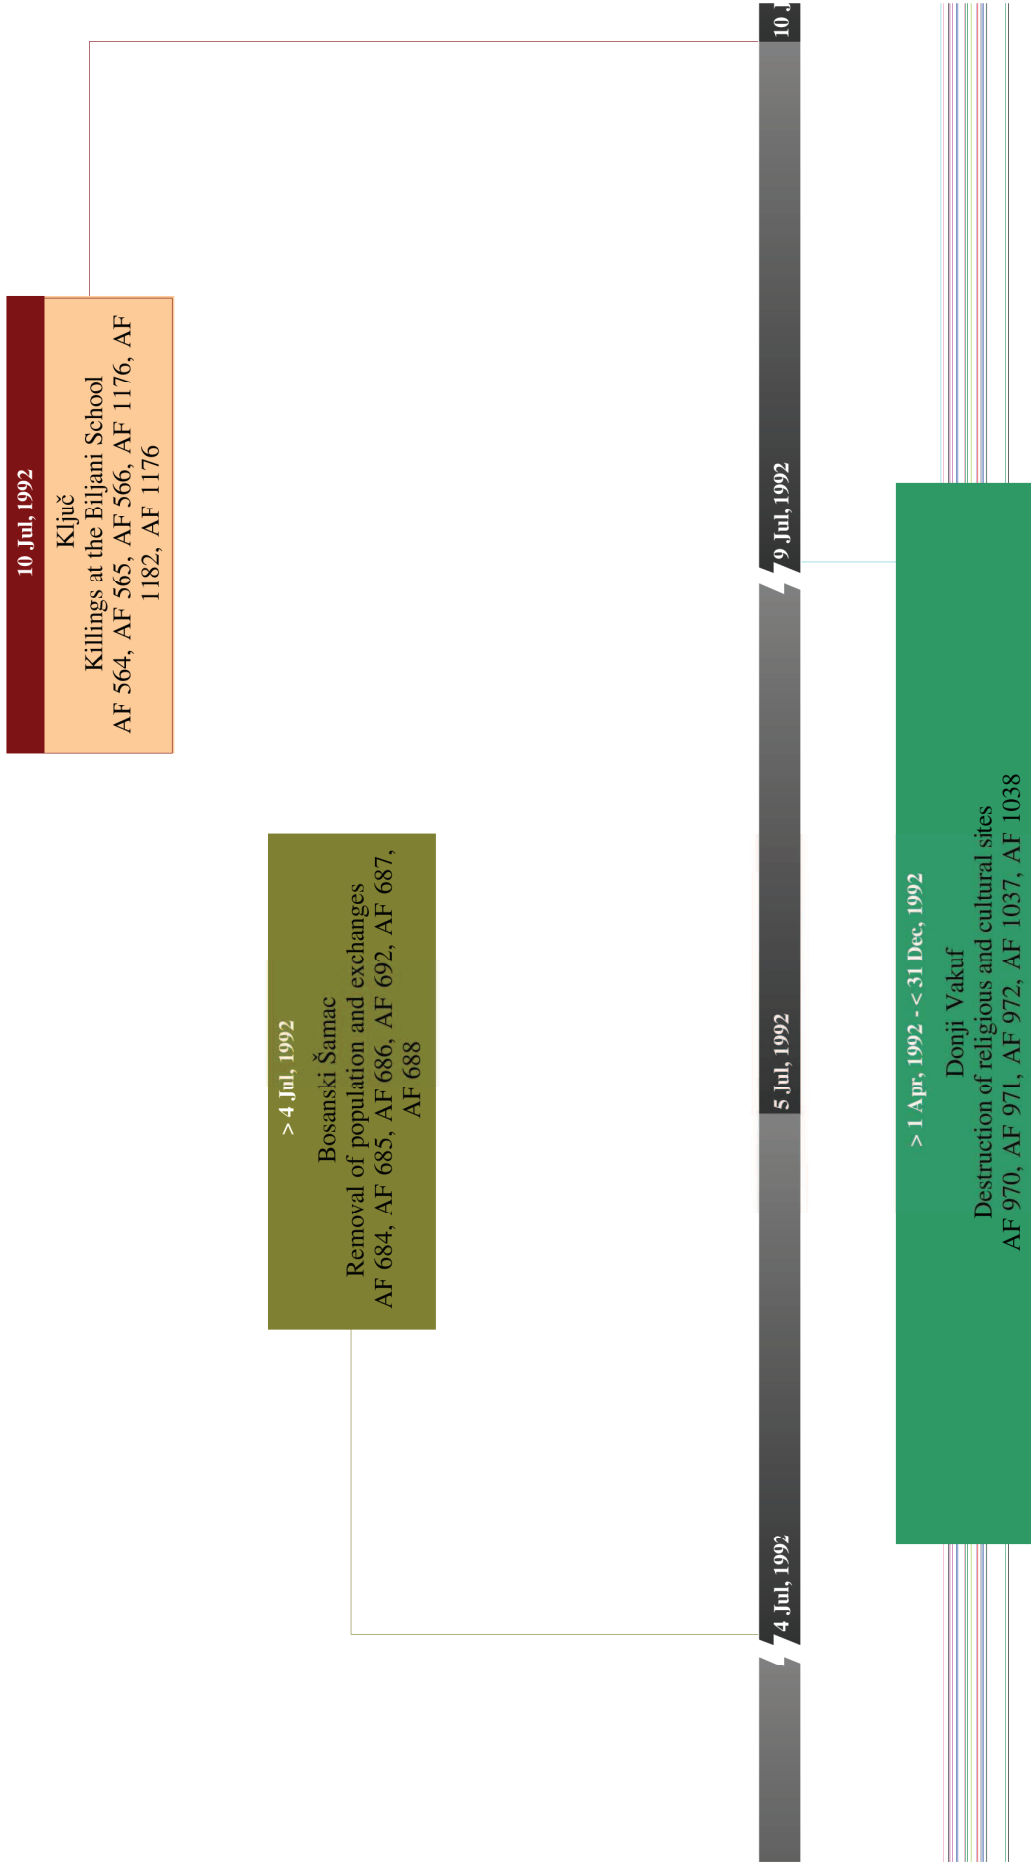 10 Jul, 1992
Ključ
Killings at the Biljani School
AF 564, AF 565, AF 566, AF 1176, AF
1182, AF 1176
> 4 Jul, 1992
Bosanski Šamac
Removal of population and exchanges
AF 684, AF 685, AF 686, AF 692, AF 687,
AF 688
4 Jul, 1992
5 Jul, 1992
9 Jul, 1992
10 J
> 1 Apr, 1992 - < 31 Dec, 1992
Donji Vakuf
Destruction of religious and cultural sites
AF 970, AF 971, AF 972, AF 1037, AF 1038